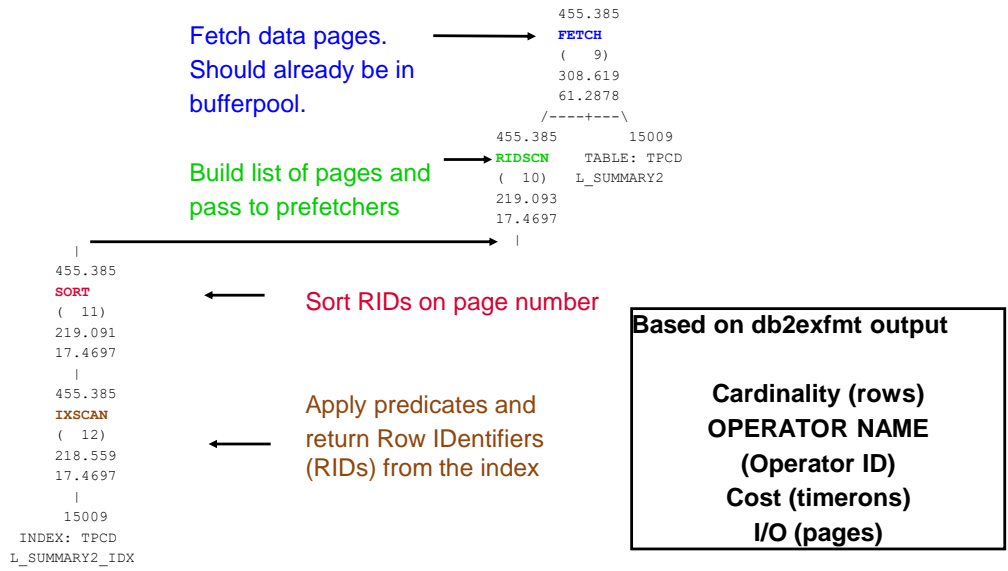 455.385
FETCH
( 9)
308.619
61.2878
/----+---\
455.385 15009
RIDSCN TABLE: TPCD
( 10) L_SUMMARY2
219.093
17.4697
|
Fetch data pages.
Should already be in
bufferpool.
Build list of pages and
pass to prefetchers
|
455.385
SORT
( 11)
219.091
17.4697
|
455.385
IXSCAN
( 12)
218.559
17.4697
|
15009
INDEX: TPCD
L_SUMMARY2_IDX
Sort RIDs on page number
Apply predicates and
return Row IDentifiers
(RIDs) from the index
Based on db2exfmt output
Cardinality (rows)
OPERATOR NAME
(Operator ID)
Cost (timerons)
I/O (pages)